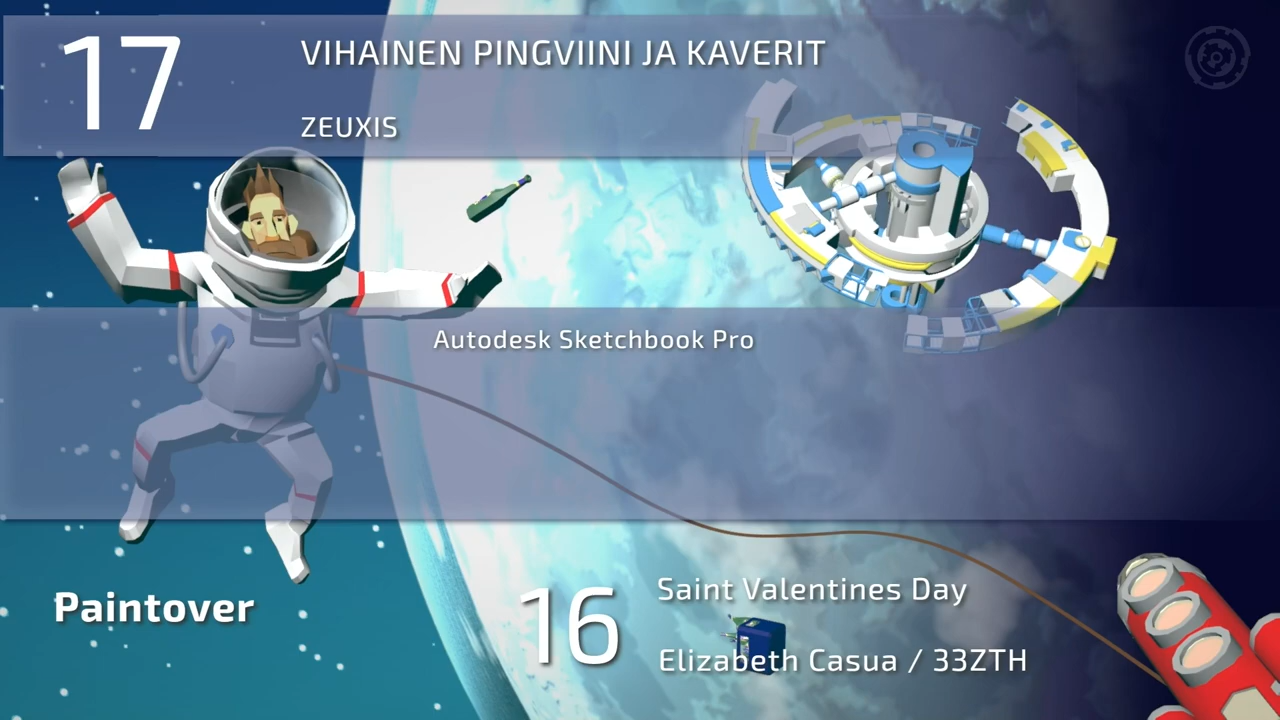 17
VIHAINEN PINGVIINI JA KAVERIT
ZEUXIS
Autodesk Sketchbook Pro
Paintover
16
Saint Valentines Day
Elizabeth Casua / 33ZTH